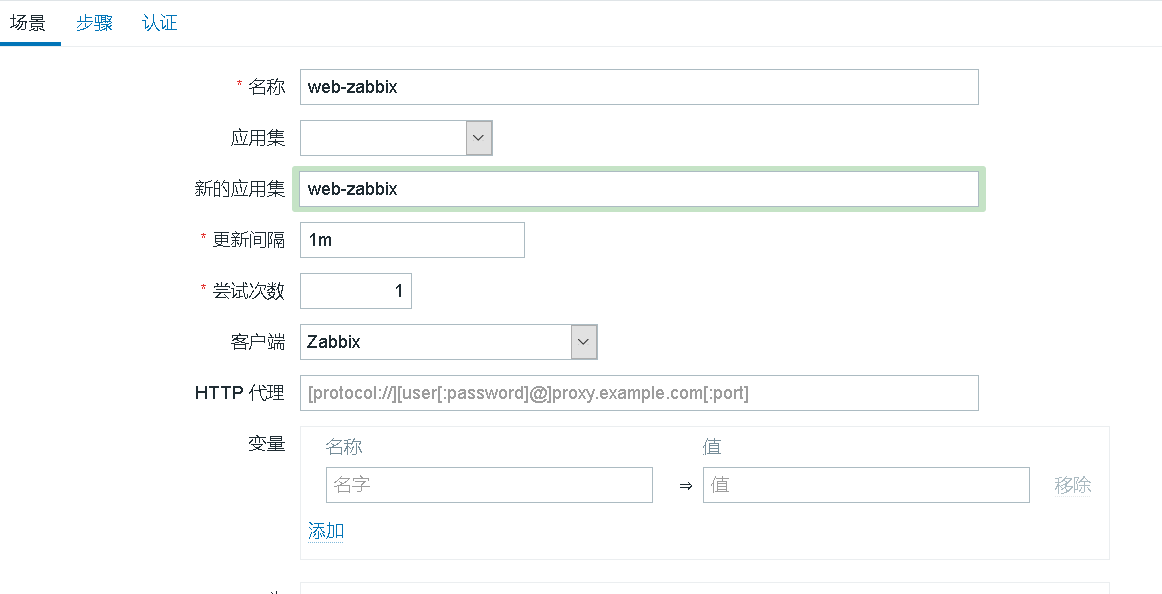 场景 步骤 认证
* 名称 web-zabbix
应用集
新的应用集 web-zabbix
* 更新间隔 1m
* 尝试次数 1
客户端 Zabbix
HTTP 代理 [protocol://][user[:password]@]proxy.example.com[:port]
变量 名称 值
名字 ⇒ 值 移除
添加